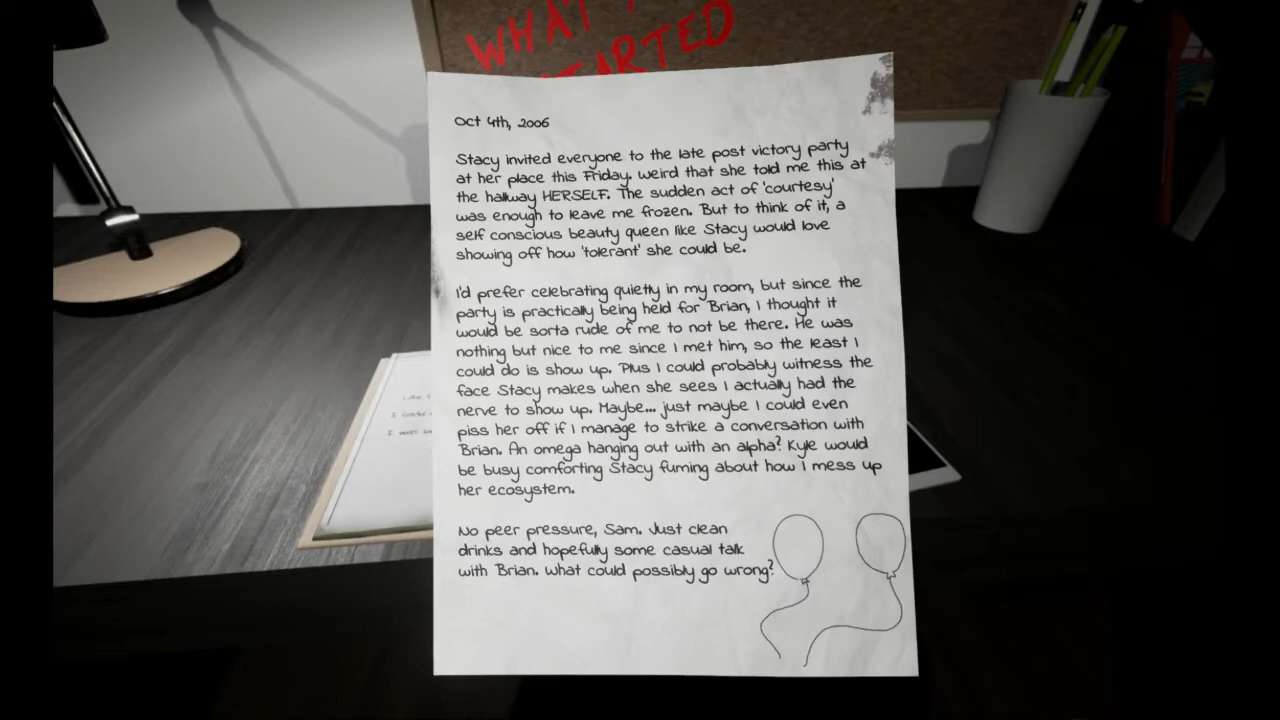 WHAT
STARTED
Oct 4th, 2006
Stacy invited everyone to the late post victory party
at her place this Friday. weird that she told me this at
the hallway HERSELF. The sudden act of 'courtesy'
was enough to leave me frozen. But to think of it, a
self conscious beauty queen like Stacy would love
showing off how 'tolerant' she could be.
I'd prefer celebrating quietly in my room, but since the
party is practically being held for Brian, I thought it
would be sorta rude of me to not be there. He was
nothing but nice to me since I met him, so the least I
could do is show up. Plus I could probably witness the
face Stacy makes when she sees I actually had the
nerve to show up. Maybe... just maybe I could even
piss her off if I manage to strike a conversation with
Brian. An omega hanging out with an alpha? Kyle would
be busy comforting Stacy fuming about how I mess up
her ecosystem.
No peer pressure, Sam. Just clean
drinks and hopefully some casual talk
with Brian. What could possibly go wrong?